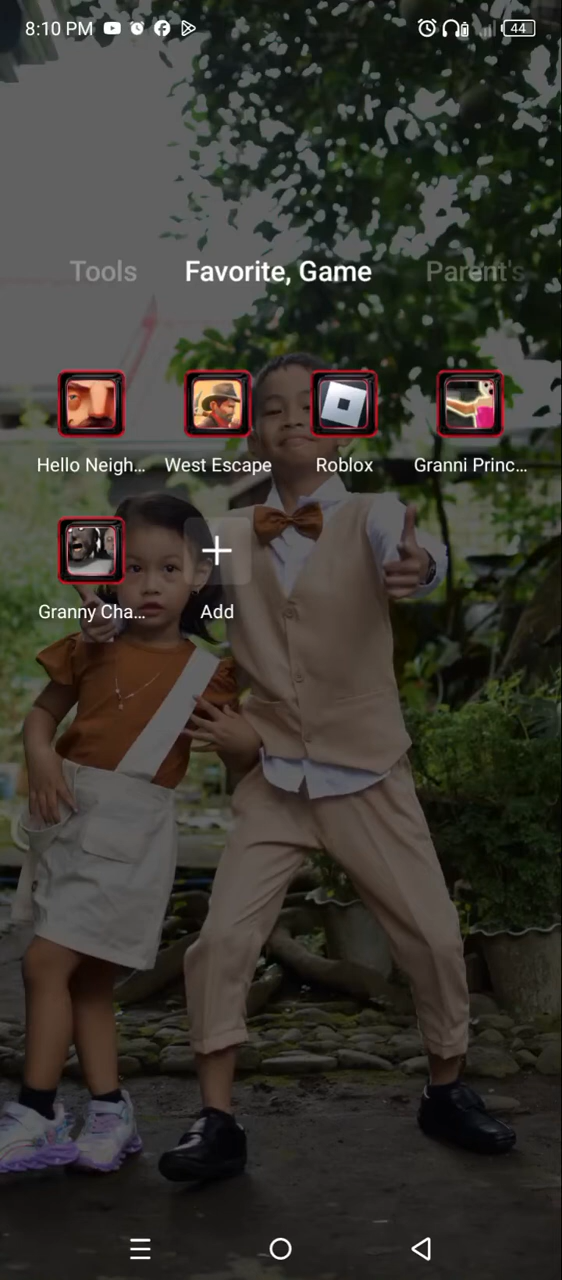 8:10 PM 44
Tools Favorite, Game Parent's
Hello Neigh... West Escape Roblox Granni Princ...
Granny Cha... Add